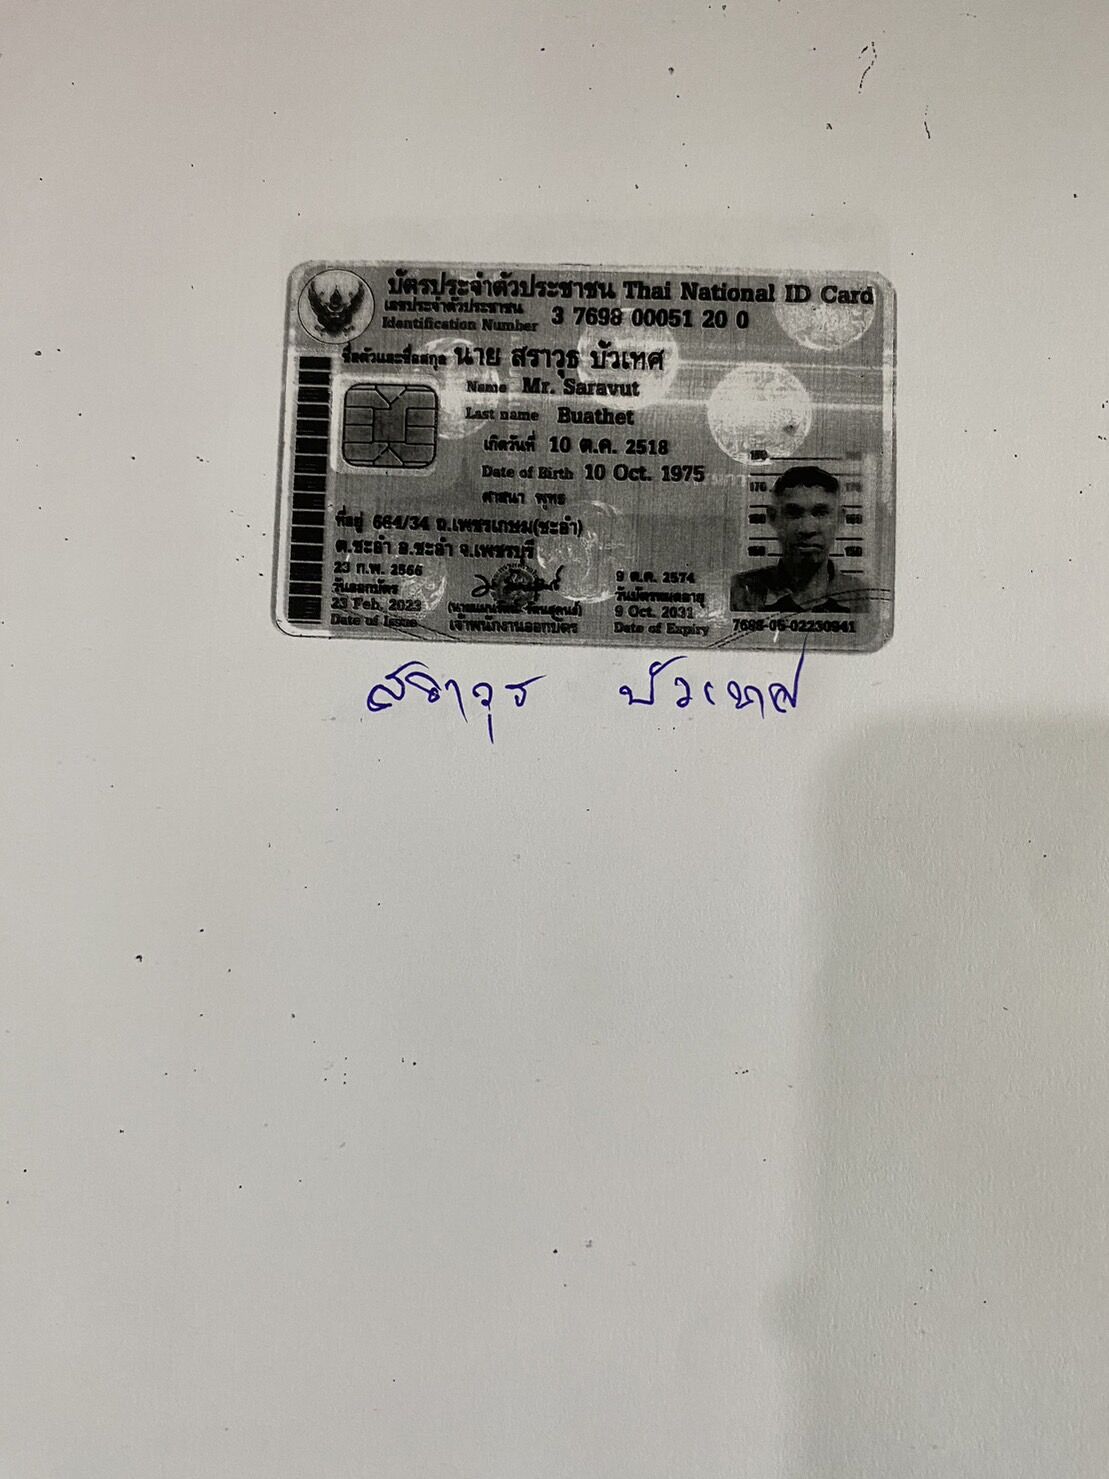 บัตรประจำตัวประชาชน Thai National ID Card
เลขประจำตัวประชาชน
Identification Number 3 7698 00051 20 0
ชื่อตัวและชื่อสกุล นาย สราวุธ บัวเทศ
Name Mr. Saravut
Last name Buathet
เกิดวันที่ 10 ต.ค. 2518
Date of Birth 10 Oct. 1975
ศาสนา พุทธ
ที่อยู่ 664/34 ถ.เพชรเกษม(ชะอำ)
ต.ชะอำ อ.ชะอำ จ.เพชรบุรี
23 ก.พ. 2566
วันออกบัตร
23 Feb. 2023
Date of Issue
เจ้าพนักงานออกบัตร
9 ต.ค. 2574
วันบัตรหมดอายุ
9 Oct. 2031
Date of Expiry
170 170
160 160
150 150
7698-05-02230941
สราวุธ บัวเทศ